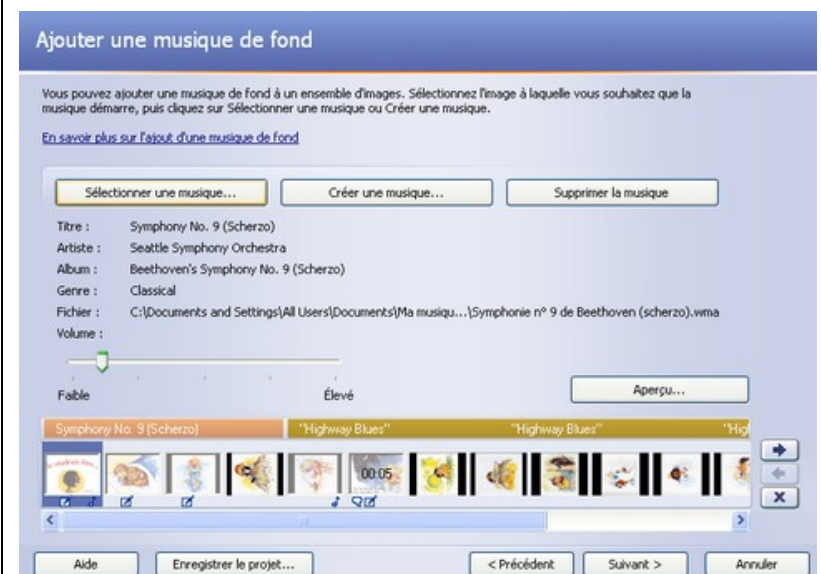 Ajouter une musique de fond
Vous pouvez ajouter une musique de fond à un ensemble d'images. Sélectionnez l'image à laquelle vous souhaitez que la
musique démarre, puis cliquez sur Sélectionner une musique ou Créer une musique.
En savoir plus sur l'ajout d'une musique de fond
Sélectionner une musique... Créer une musique... Supprimer la musique
Titre : Symphony No. 9 (Scherzo)
Artiste : Seattle Symphony Orchestra
Album : Beethoven's Symphony No. 9 (Scherzo)
Genre : Classical
Fichier : C:\Documents and Settings\All Users\Documents\Ma musiqu...\Symphonie n° 9 de Beethoven (scherzo).wma
Volume :
Faible Élevé Aperçu...
Symphony No. 9 (Scherzo) "Highway Blues" "Highway Blues" "Higl
00:05
Aide Enregistrer le projet... < Précédent Suivant > Annuler